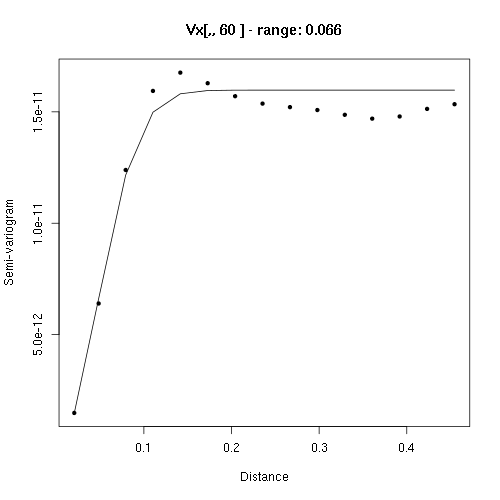 Vx[,, 60 ] - range: 0.066
Semi-variogram
1.5e-11
1.0e-11
5.0e-12
0.1 0.2 0.3 0.4
Distance